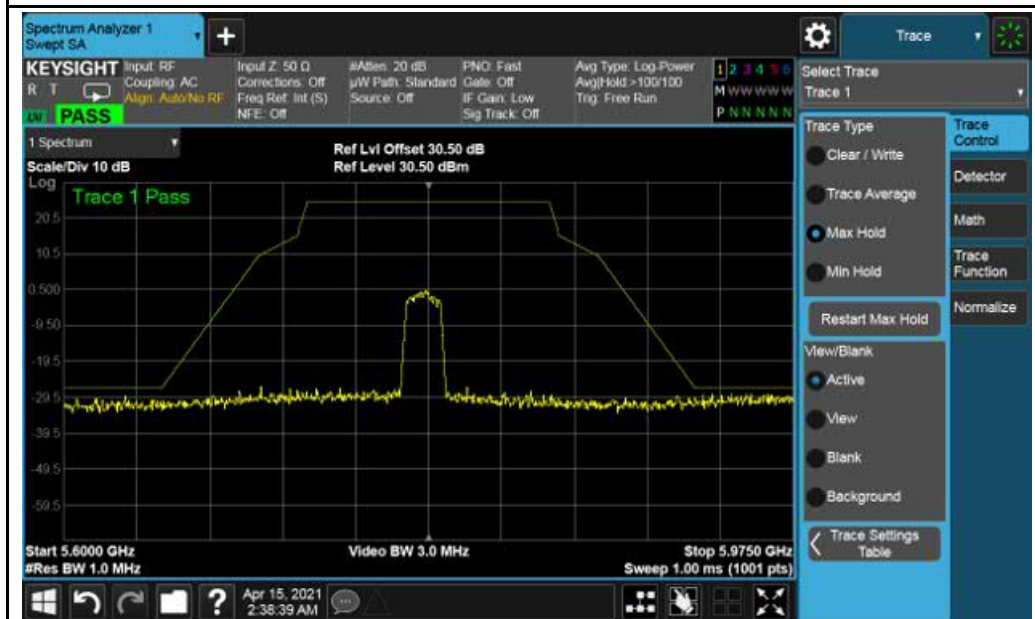 Spectrum Analyzer 1
Swept SA
Trace
KEYSIGHT
R T
PASS
Input: RF
Coupling: AC
Align: Auto/No RF
Input Z: 50 Ω
Corrections: Off
Freq Ref: Int (S)
NFE: Off
#Atten: 20 dB
µW Path: Standard
Source: Off
PNO: Fast
Gate: Off
IF Gain: Low
Sig Track: Off
Avg Type: Log-Power
Avg|Hold >100/100
Trig: Free Run
1 2 3 4 5 6
M W W W W W
P N N N N N
Select Trace
Trace 1
1 Spectrum
Scale/Div 10 dB
Ref Lvl Offset 30.50 dB
Ref Level 30.50 dBm
Log
Trace 1 Pass
20.5
10.5
0.500
-9.50
-19.5
-29.5
-39.5
-49.5
-59.5
Start 5.6000 GHz
#Res BW 1.0 MHz
Video BW 3.0 MHz
Stop 5.9750 GHz
Sweep 1.00 ms (1001 pts)
Trace Type
Clear / Write
Trace Average
Max Hold
Min Hold
Restart Max Hold
View/Blank
Active
View
Blank
Background
Trace Settings
Table
Trace
Control
Detector
Math
Trace
Function
Normalize
?
Apr 15, 2021
2:38:39 AM